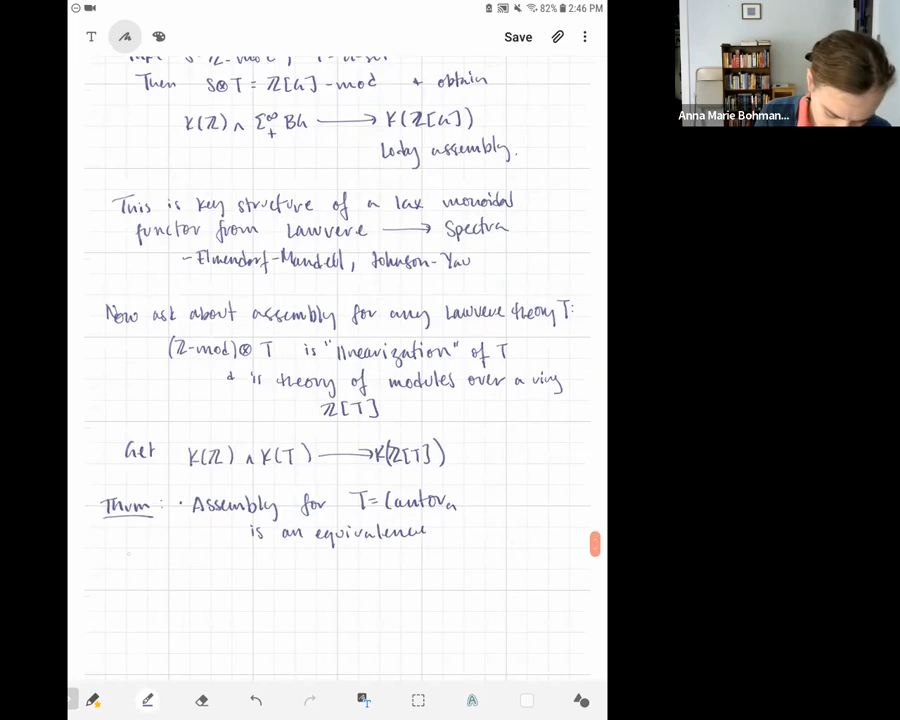 82% 2:46 PM
T
Save
Then S⊗T = ℤ[G]-mod + obtain
K(ℤ) ∧ Σ^∞_+ BG ⟶ K(ℤ[G])
Loday assembly.
This is key structure of a lax monoidal
functor from Lawvere ⟶ Spectra
- Elmendorf-Mandell, Johnson-Yau
Now ask about assembly for any Lawvere theory T:
(ℤ-mod)⊗ T is "linearization" of T
+ is theory of modules over a ring
ℤ[T]
Get K(ℤ) ∧ K(T) ⟶ K(ℤ[T])
Thm: · Assembly for T = Cantor_a
is an equivalence
Anna Marie Bohman...